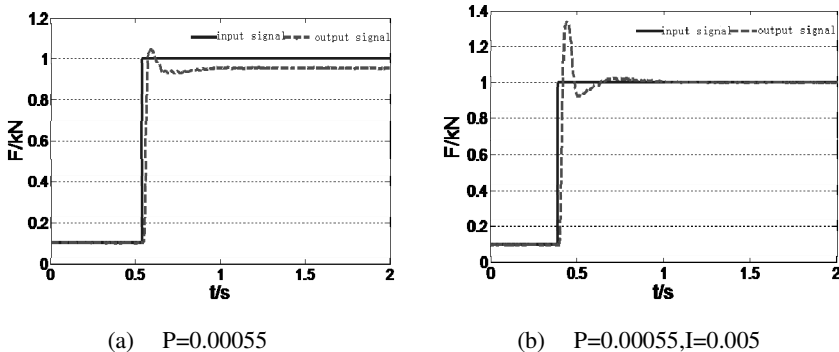 1.2
input signal output signal
1
0.8
F/kN
0.6
0.4
0.2
0
0 0.5 1 1.5 2
t/s
(a) P=0.00055
1.4
input signal output signal
1.2
1
0.8
F/kN
0.6
0.4
0.2
0
0 0.5 1 1.5 2
t/s
(b) P=0.00055,I=0.005